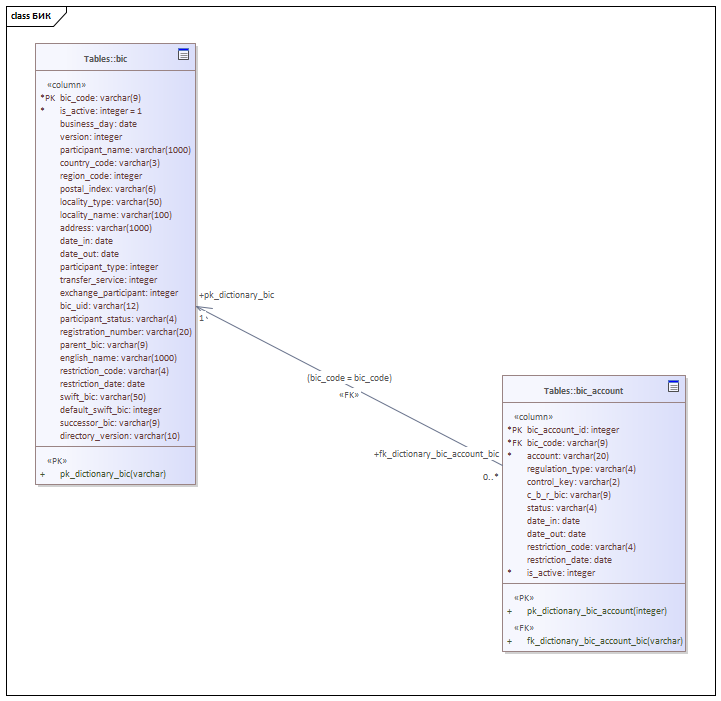 class БИК
Tables::bic
«column»
*PK bic_code: varchar(9)
* is_active: integer = 1
business_day: date
version: integer
participant_name: varchar(1000)
country_code: varchar(3)
region_code: integer
postal_index: varchar(6)
locality_type: varchar(50)
locality_name: varchar(100)
address: varchar(1000)
date_in: date
date_out: date
participant_type: integer
transfer_service: integer
exchange_participant: integer
bic_uid: varchar(12)
participant_status: varchar(4)
registration_number: varchar(20)
parent_bic: varchar(9)
english_name: varchar(1000)
restriction_code: varchar(4)
restriction_date: date
swift_bic: varchar(50)
default_swift_bic: integer
successor_bic: varchar(9)
directory_version: varchar(10)
«PK»
+ pk_dictionary_bic(varchar)
+pk_dictionary_bic
1
(bic_code = bic_code)
«FK»
+fk_dictionary_bic_account_bic
0..*
Tables::bic_account
«column»
*PK bic_account_id: integer
*FK bic_code: varchar(9)
* account: varchar(20)
regulation_type: varchar(4)
control_key: varchar(2)
c_b_r_bic: varchar(9)
status: varchar(4)
date_in: date
date_out: date
restriction_code: varchar(4)
restriction_date: date
* is_active: integer
«PK»
+ pk_dictionary_bic_account(integer)
«FK»
+ fk_dictionary_bic_account_bic(varchar)